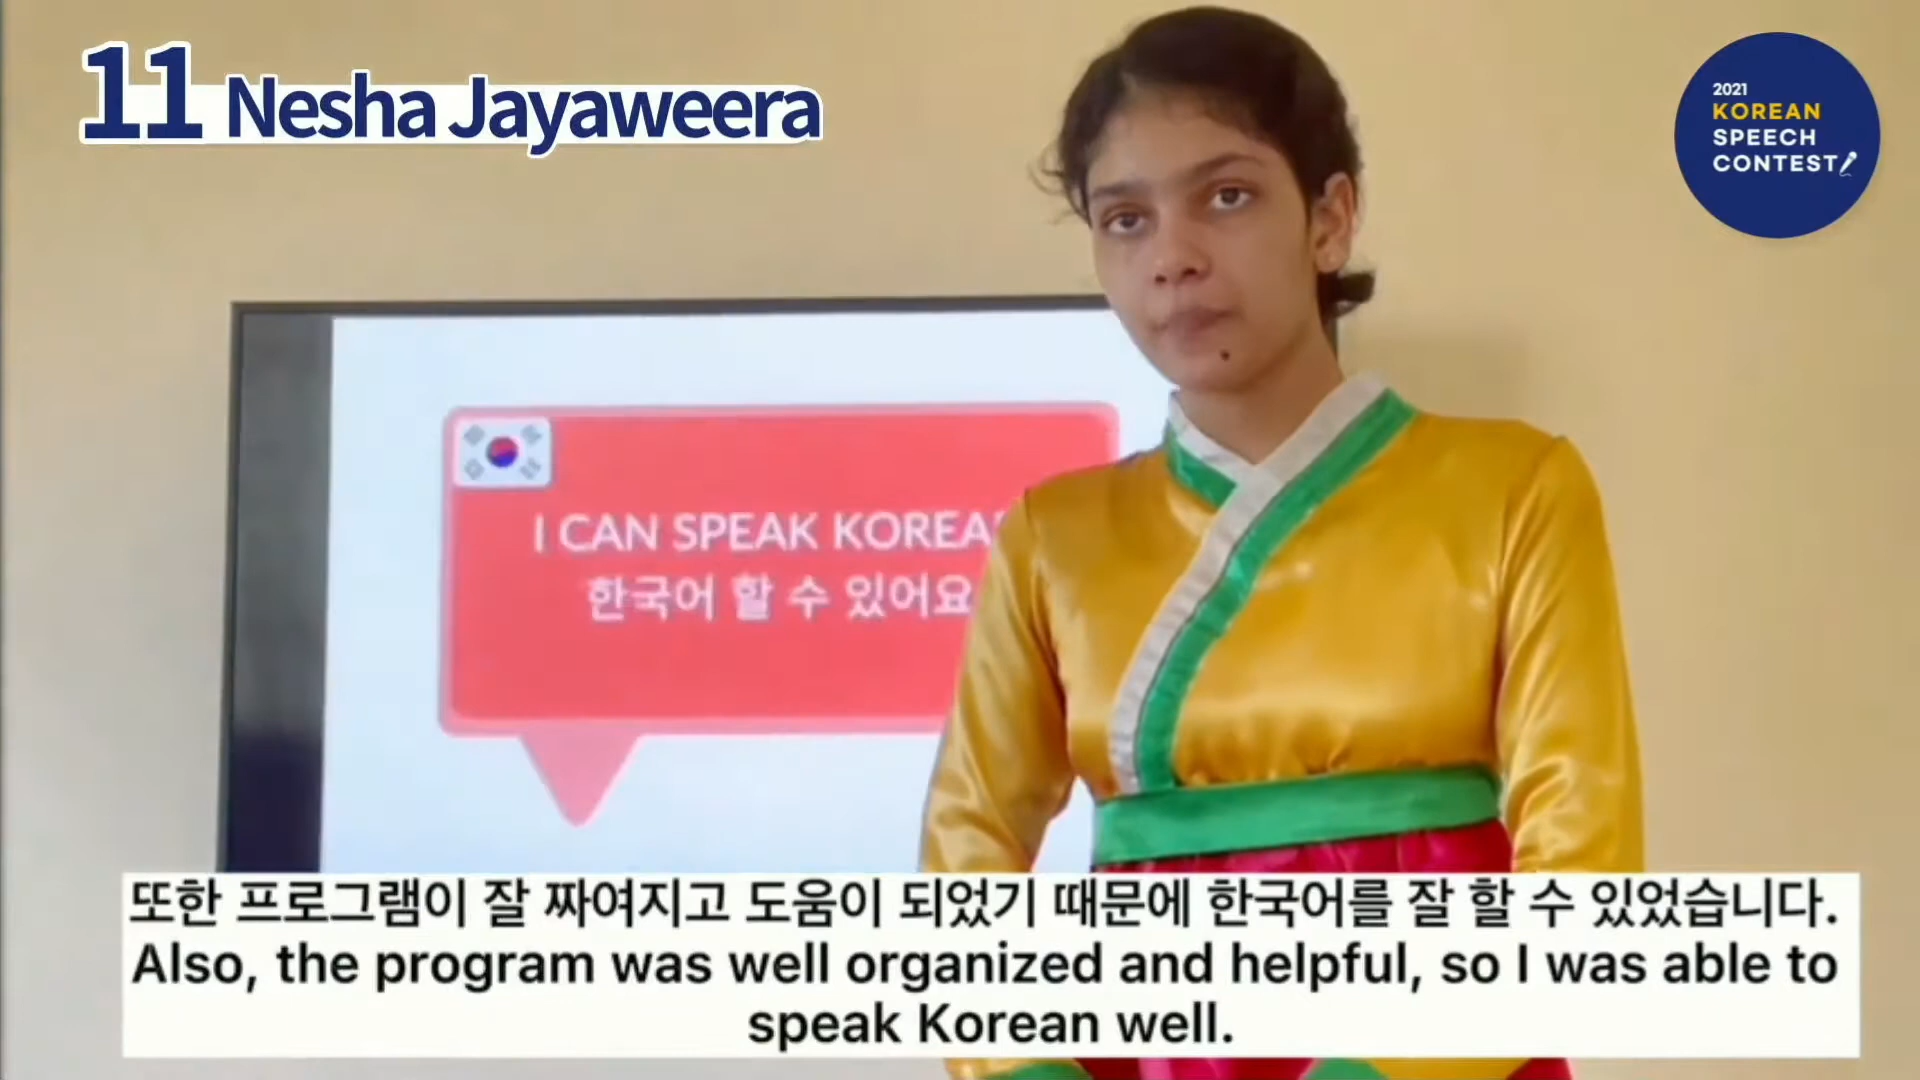 11 Nesha Jayaweera
2021
KOREAN
SPEECH
CONTEST
I CAN SPEAK KOREA
한국어 할 수 있어요
또한 프로그램이 잘 짜여지고 도움이 되었기 때문에 한국어를 잘 할 수 있었습니다.
Also, the program was well organized and helpful, so I was able to
speak Korean well.